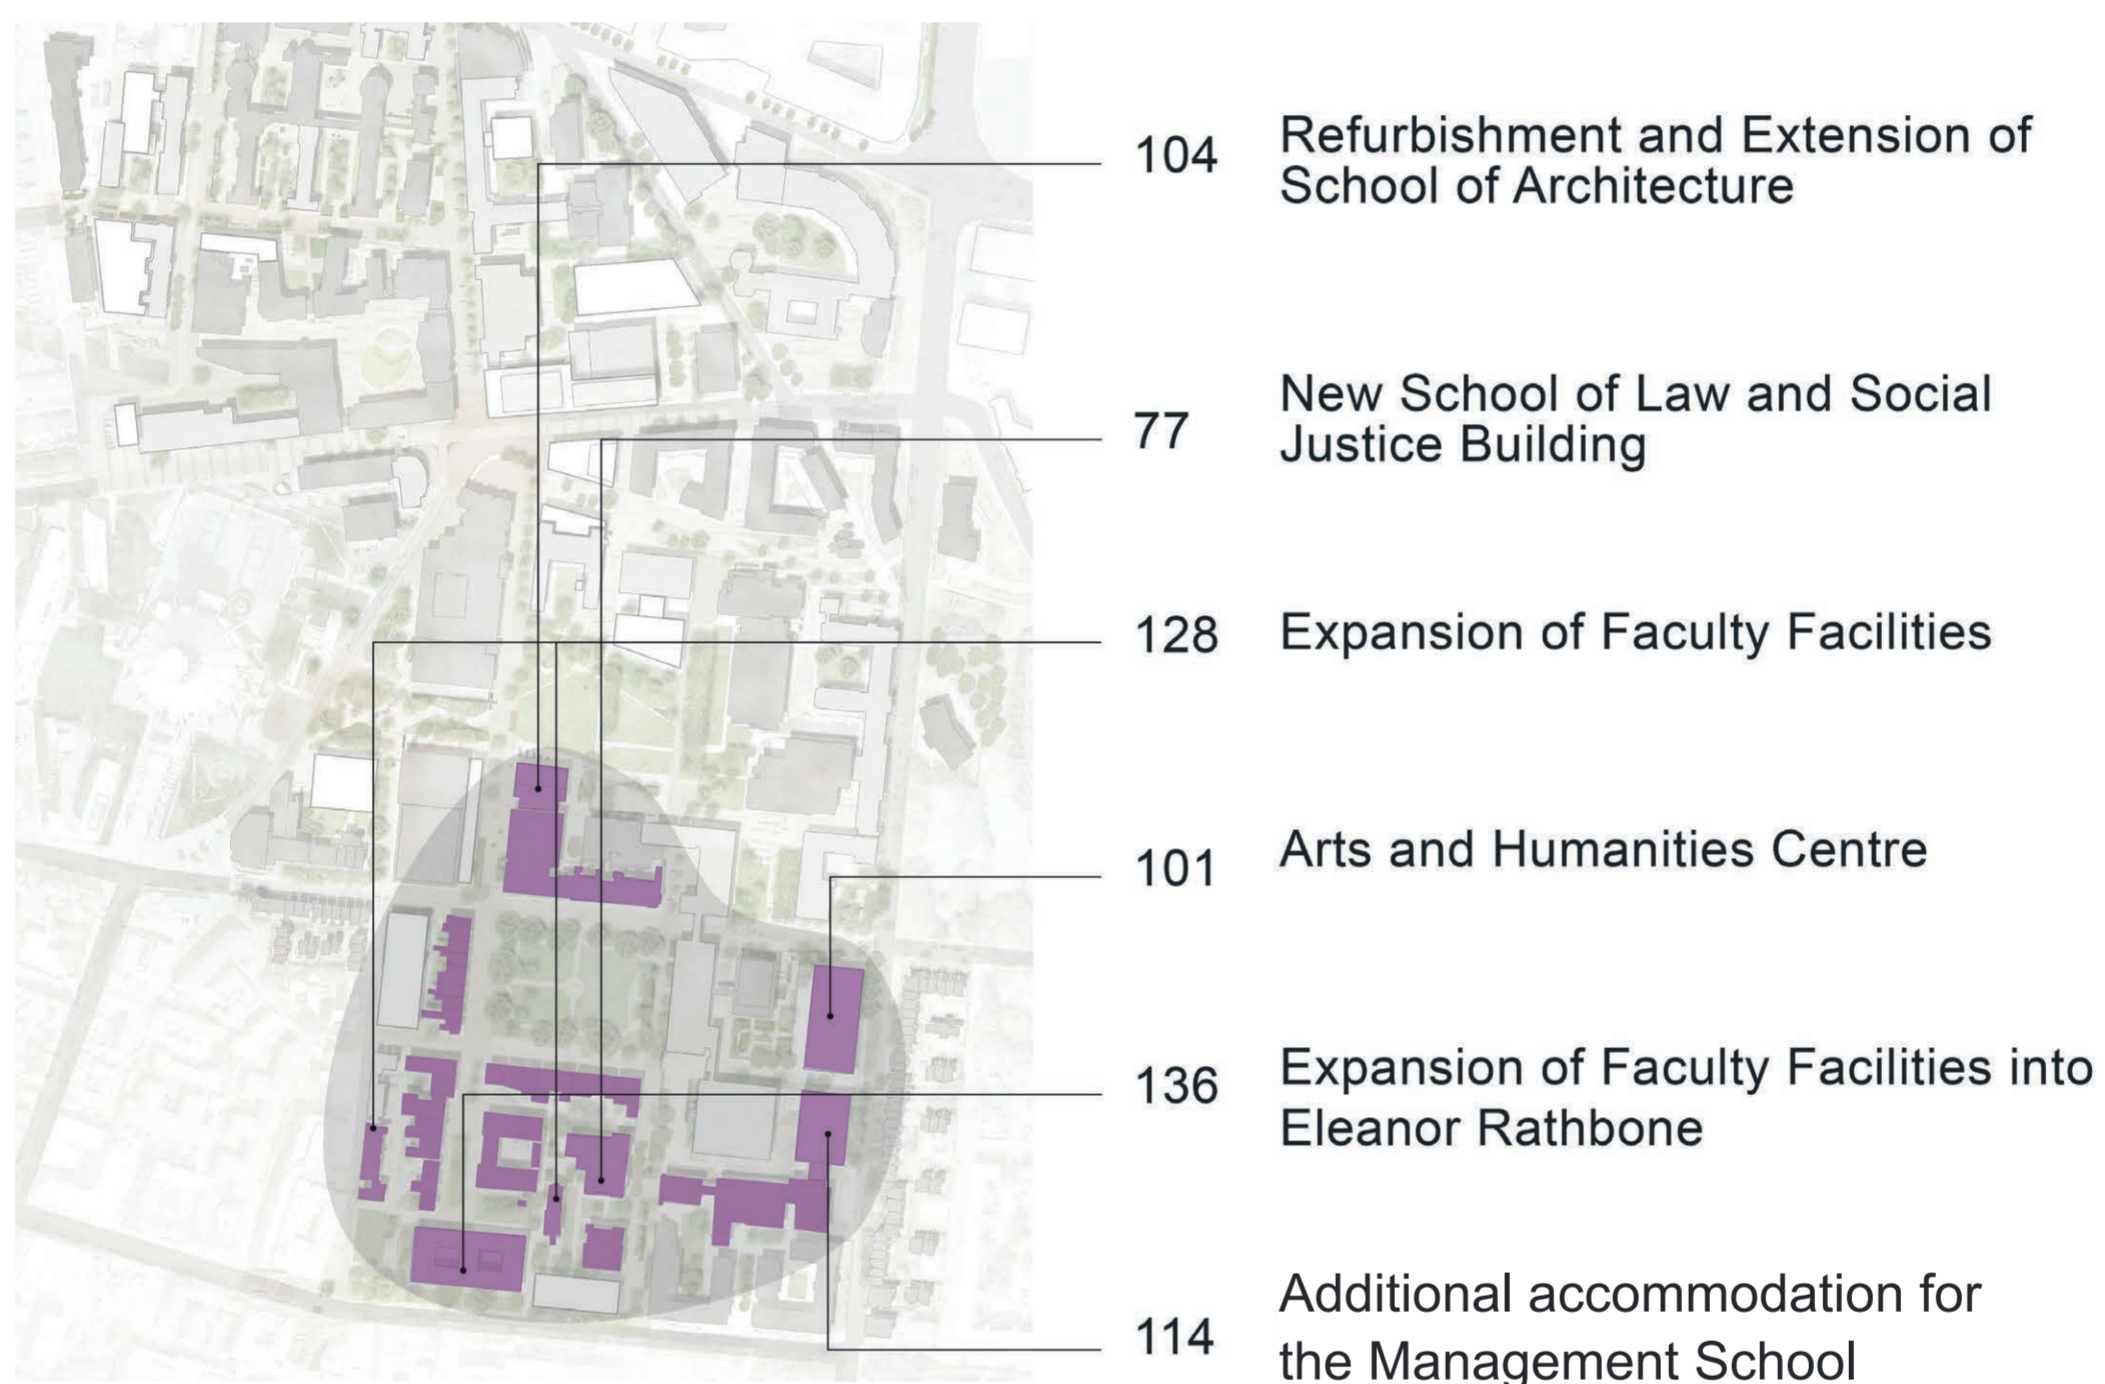 104 Refurbishment and Extension of
School of Architecture
77 New School of Law and Social
Justice Building
128 Expansion of Faculty Facilities
101 Arts and Humanities Centre
136 Expansion of Faculty Facilities into
Eleanor Rathbone
114 Additional accommodation for
the Management School